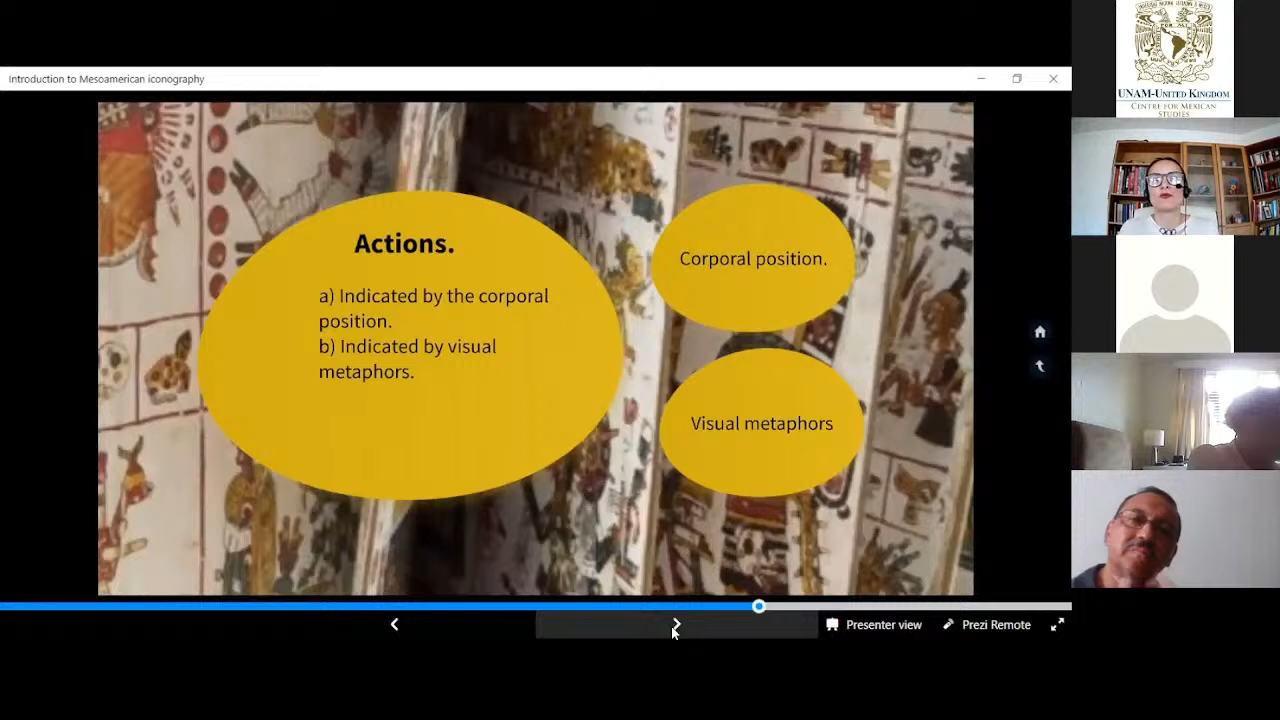 Introduction to Mesoamerican iconography
Actions.
a) Indicated by the corporal
position.
b) Indicated by visual
metaphors.
Corporal position.
Visual metaphors
Presenter view
Prezi Remote
UNAM-UNITED KINGDOM
CENTRE FOR MEXICAN
STUDIES